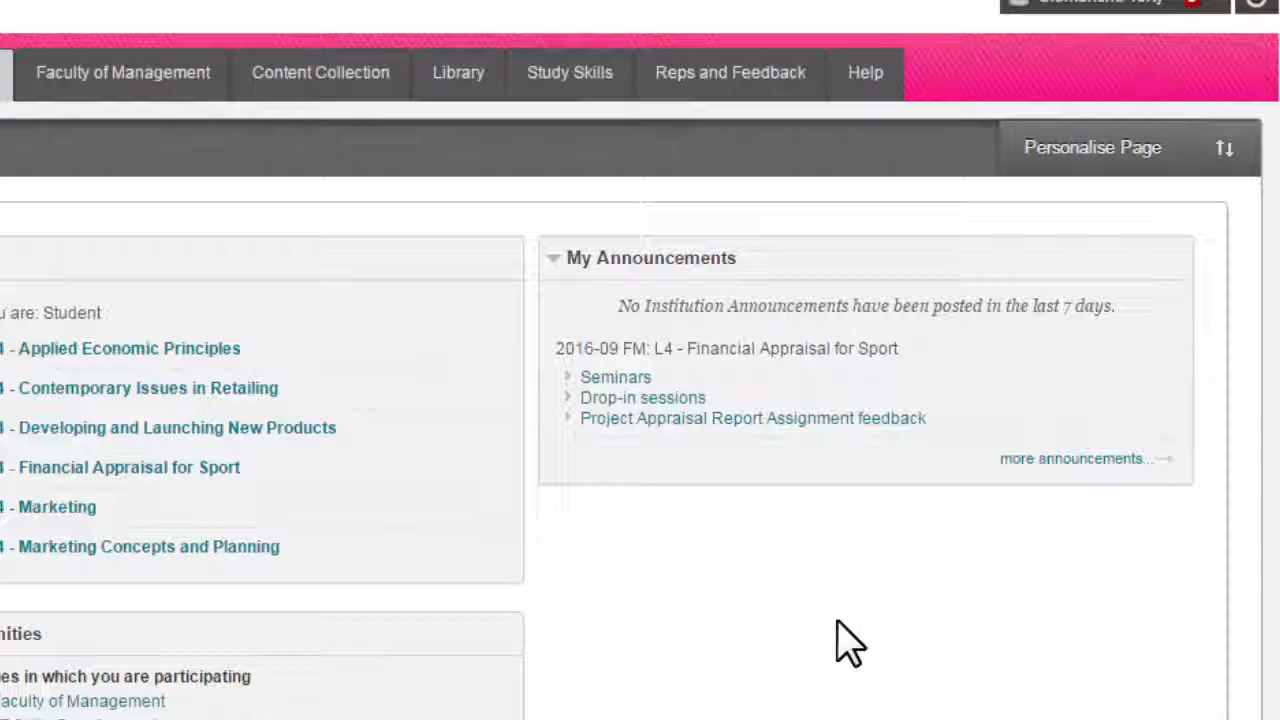 Faculty of Management Content Collection Library Study Skills Reps and Feedback Help
Personalise Page
My Announcements
No Institution Announcements have been posted in the last 7 days.
are: Student
4 - Applied Economic Principles
2016-09 FM: L4 - Financial Appraisal for Sport
Seminars
4 - Contemporary Issues in Retailing
Drop-in sessions
Project Appraisal Report Assignment feedback
4 - Developing and Launching New Products
more announcements...
4 - Financial Appraisal for Sport
4 - Marketing
4 - Marketing Concepts and Planning
nities
es in which you are participating
aculty of Management